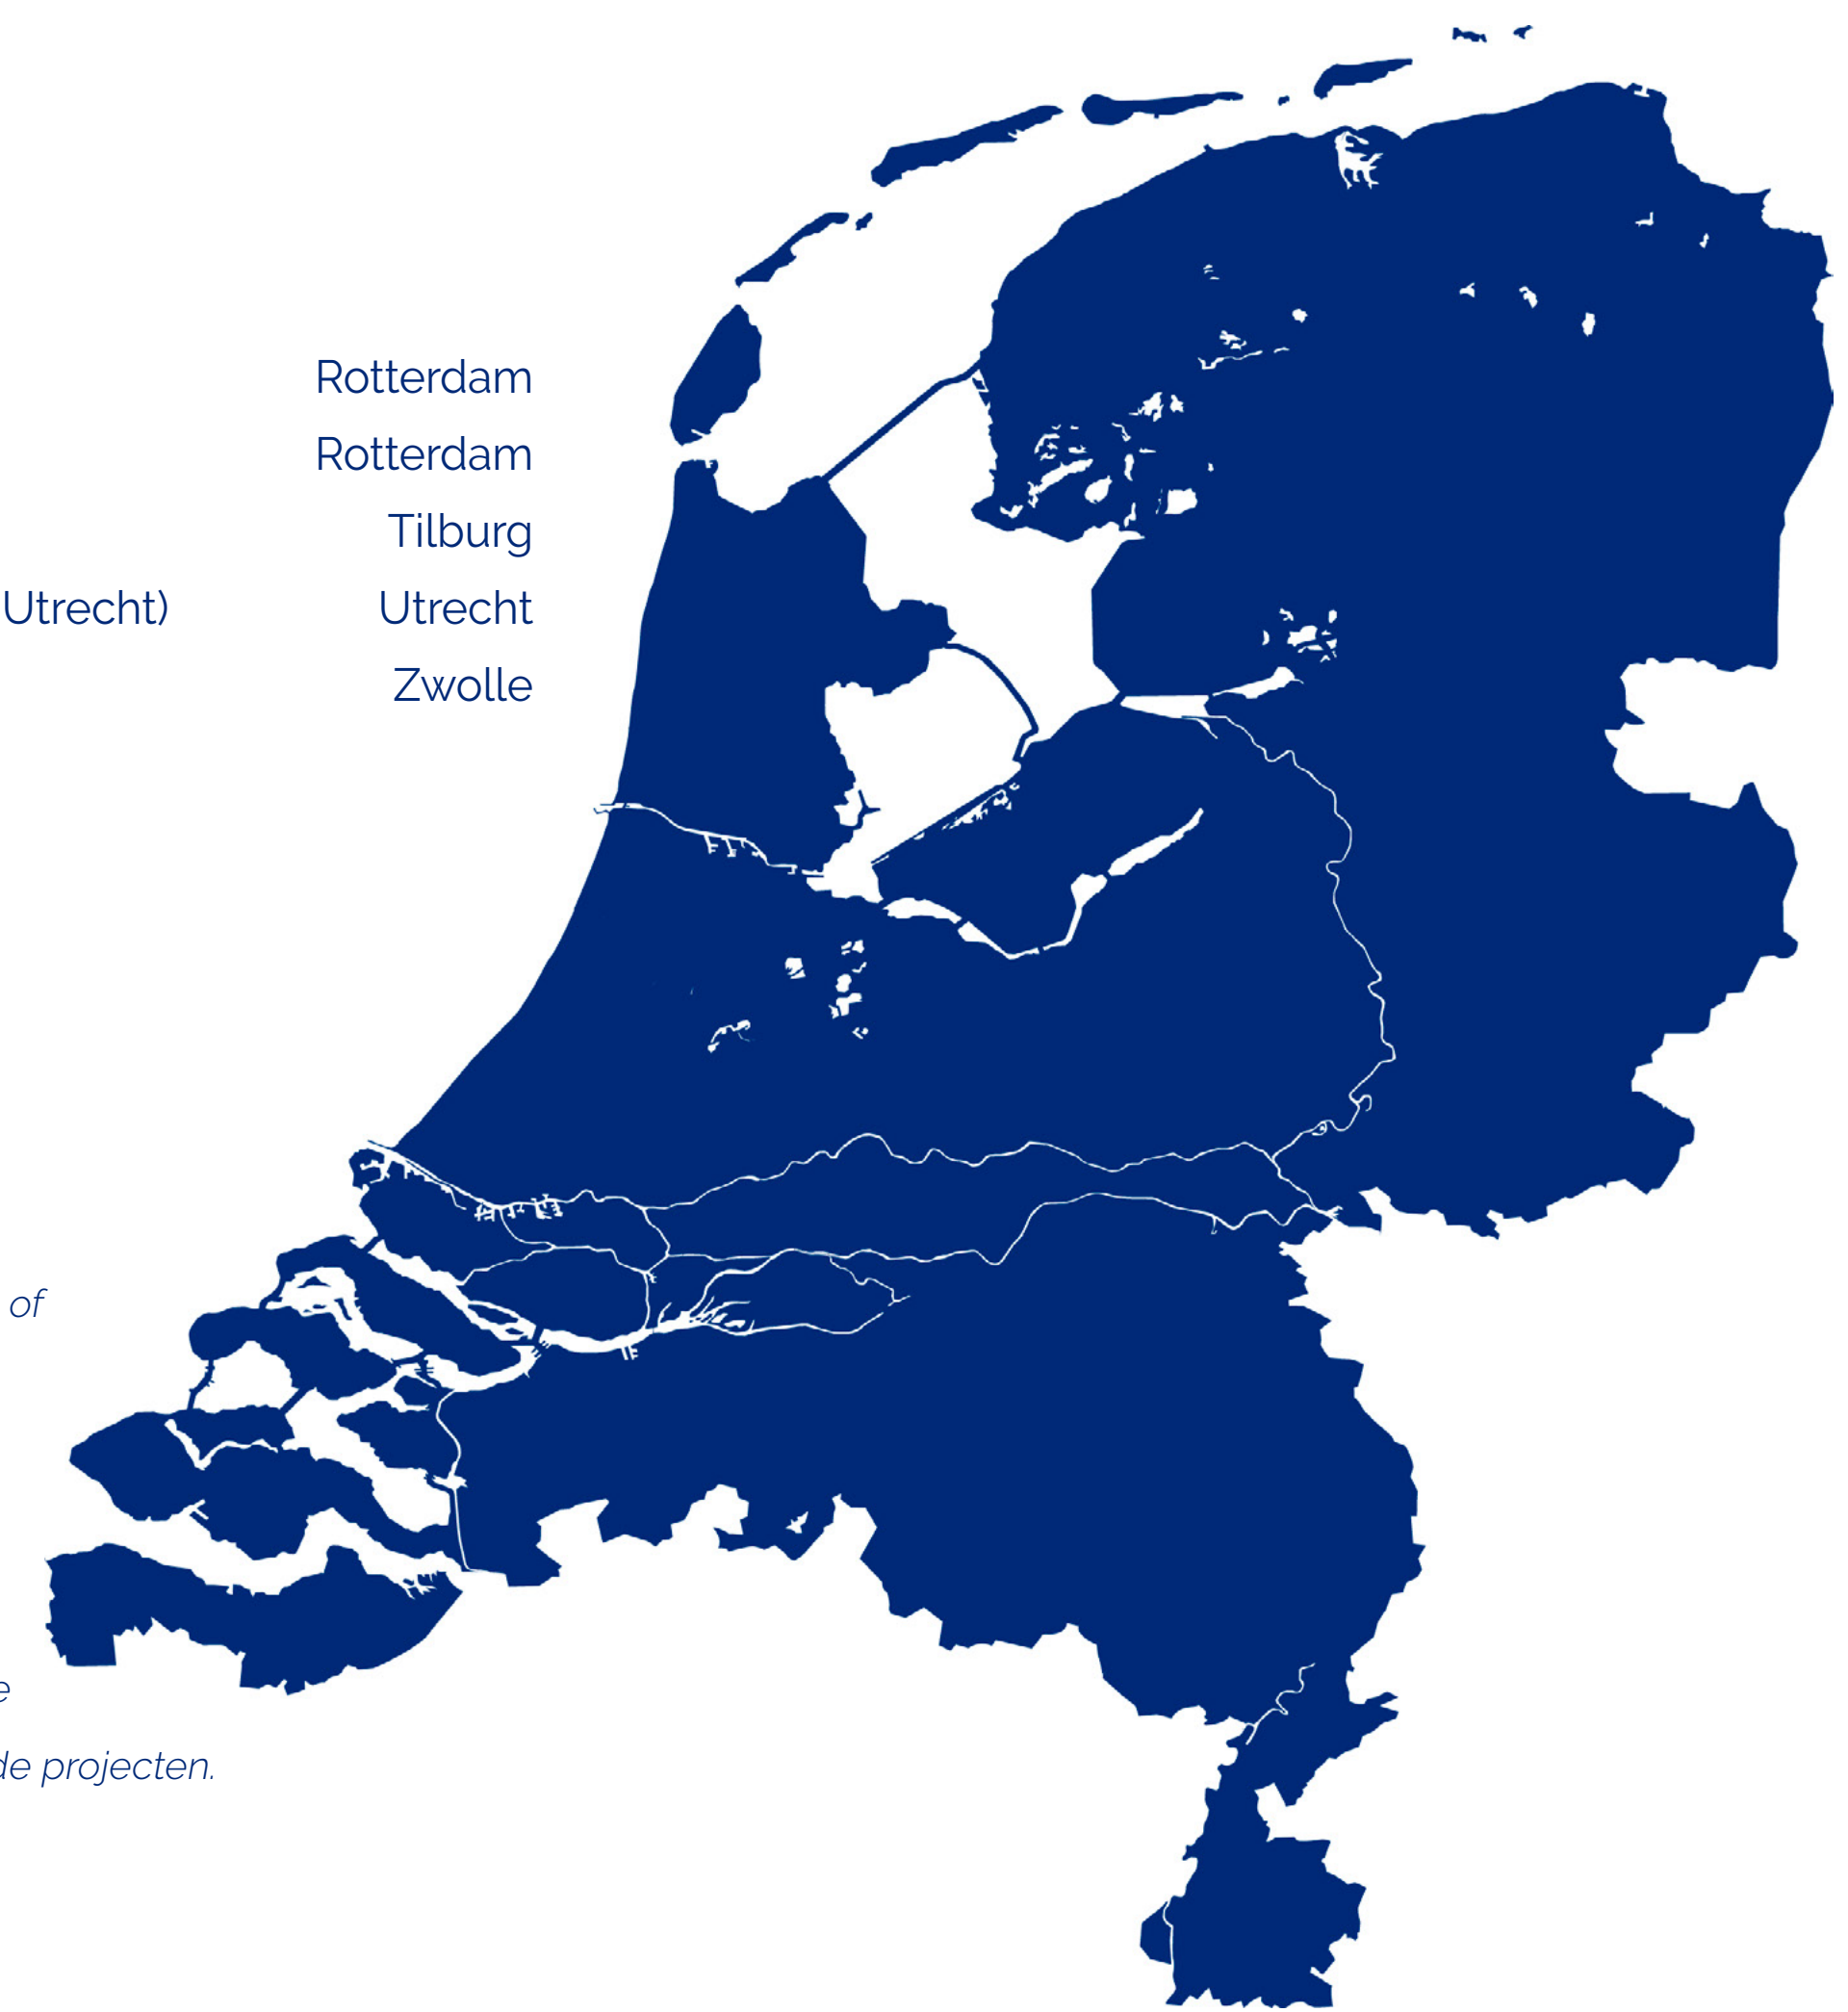 Rotterdam
Rotterdam
Tilburg
Utrecht) Utrecht
Zwolle
of
e
de projecten.